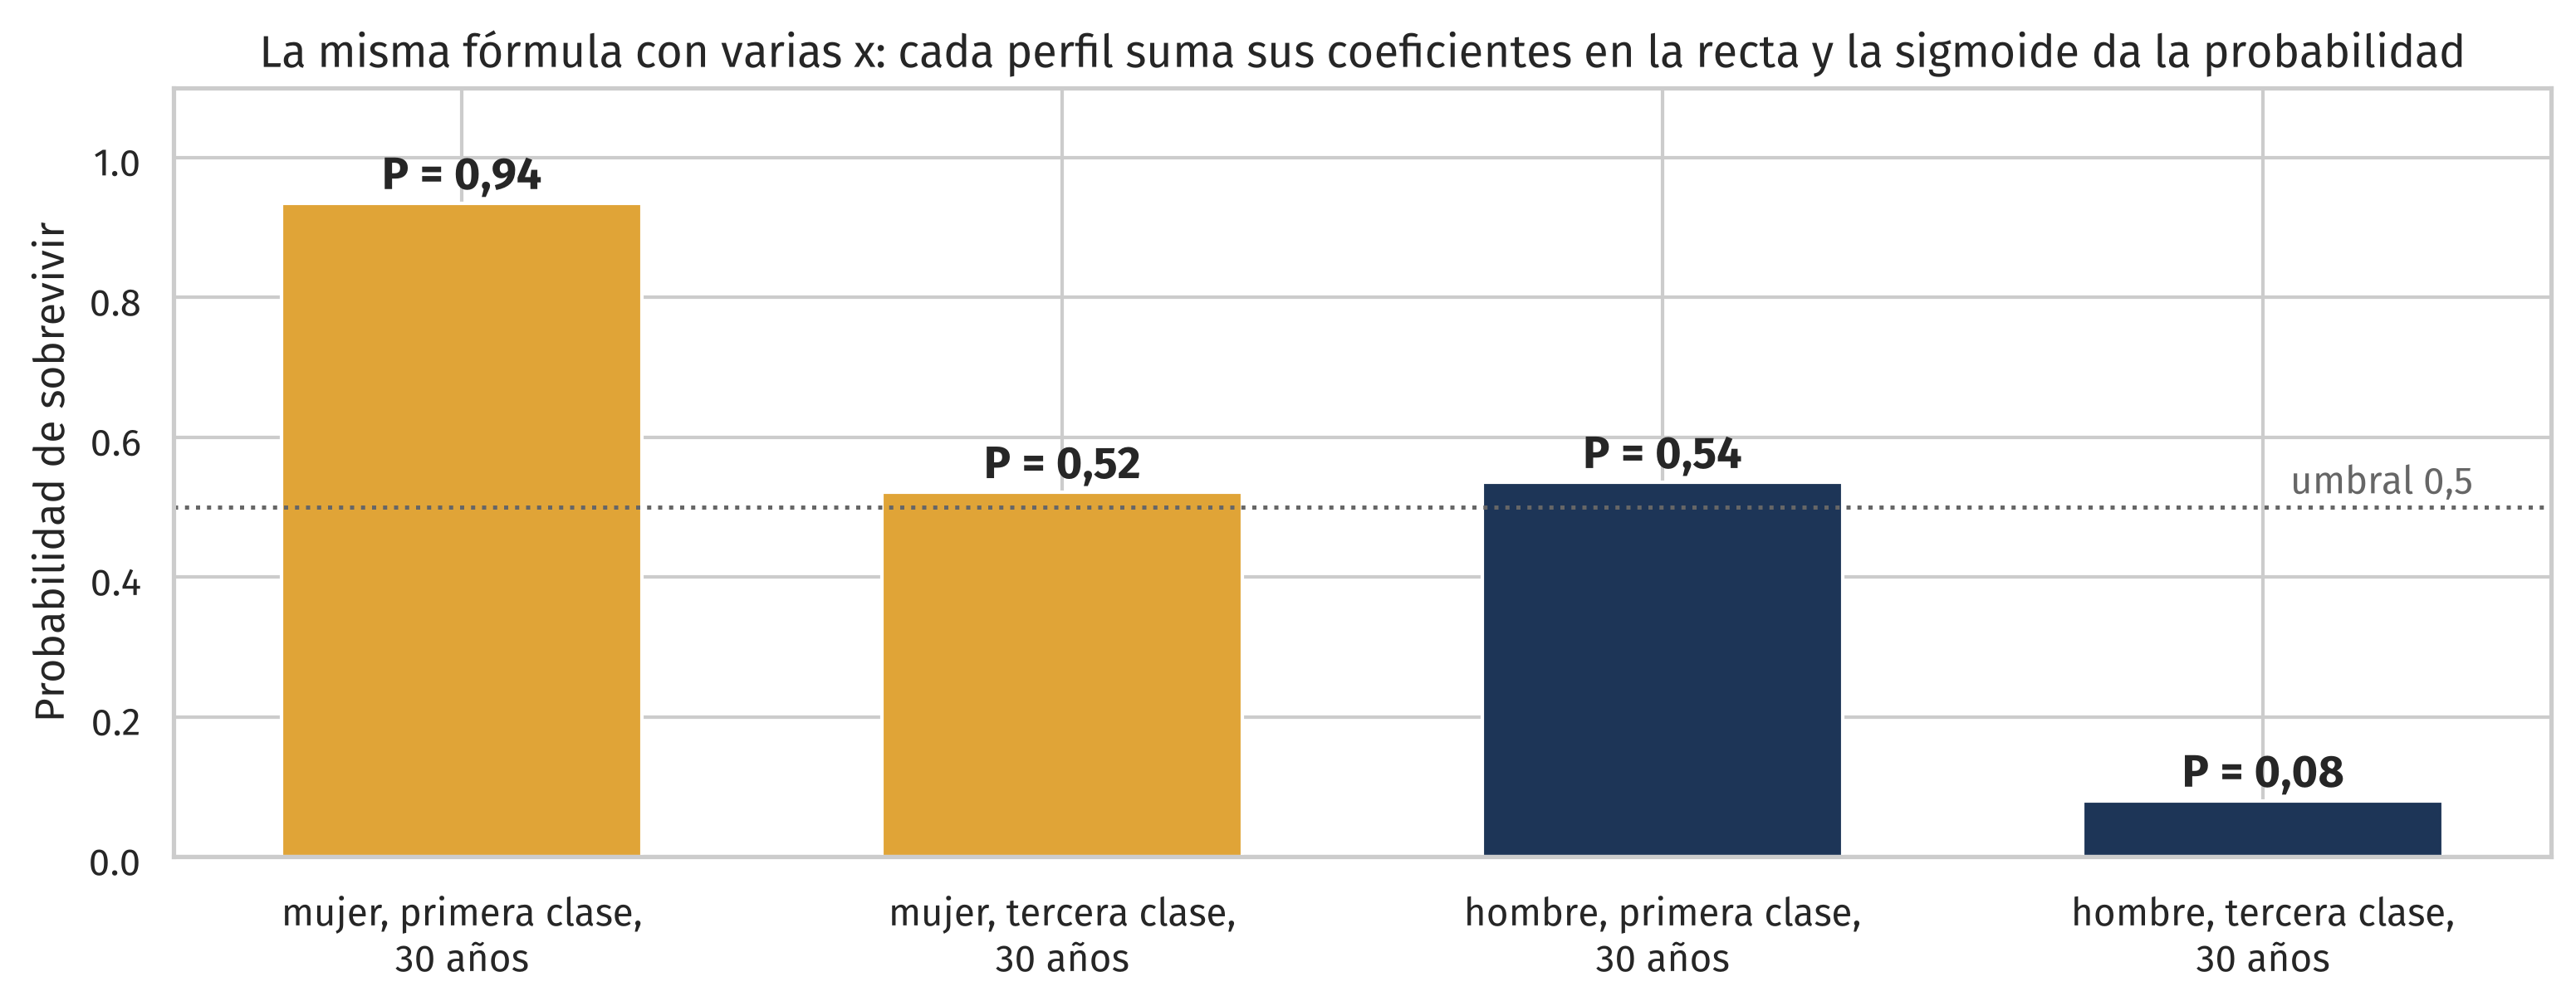 La misma fórmula con varias x: cada perfil suma sus coeficientes en la recta y la sigmoide da la probabilidad
Probabilidad de sobrevivir
1.0
0.8
0.6
0.4
0.2
0.0
P = 0,94
P = 0,52
P = 0,54
P = 0,08
umbral 0,5
mujer, primera clase,
30 años
mujer, tercera clase,
30 años
hombre, primera clase,
30 años
hombre, tercera clase,
30 años